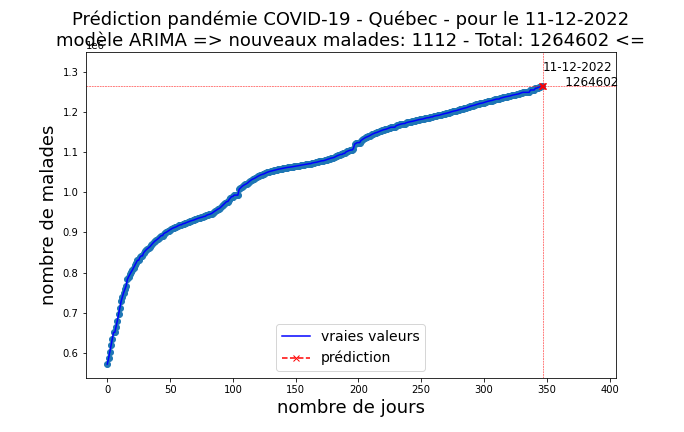 Prédiction pandémie COVID-19 - Québec - pour le 11-12-2022
modèle ARIMA => nouveaux malades: 1112 - Total: 1264602 <=
1e6
11-12-2022
1264602
1.3
1.2
1.1
1.0
0.9
0.8
0.7
0.6
nombre de malades
vraies valeurs
prédiction
0 50 100 150 200 250 300 350 400
nombre de jours